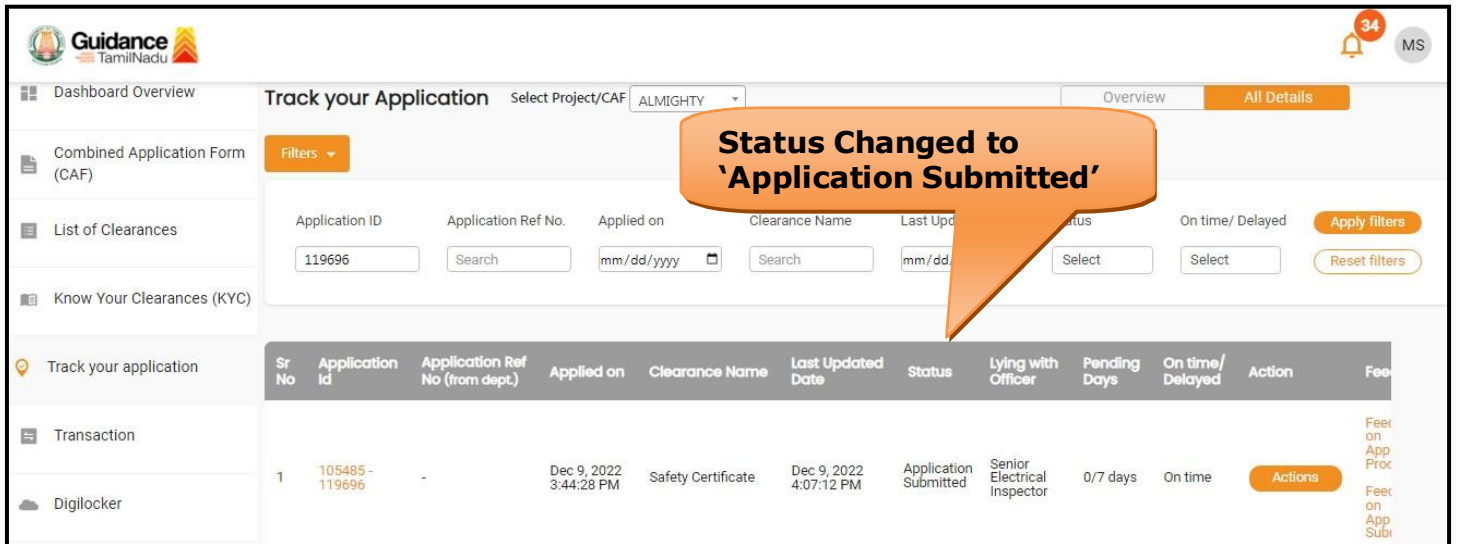 Guidance
TamilNadu
34
MS
Dashboard Overview
Track your Application
Select Project/CAF
ALMIGHTY
Overview
All Details
Combined Application Form
(CAF)
Filters
Status Changed to
‘Application Submitted’
List of Clearances
Application ID
Application Ref No.
Applied on
Clearance Name
Last Upd
On time/ Delayed
Apply filters
119696
Search
mm/dd/yyyy
Search
mm/dd/
Select
Select
Reset filters
Know Your Clearances (KYC)
Track your application
Sr
No
Application
Id
Application Ref
No (from dept.)
Applied on
Clearance Name
Last Updated
Date
Status
Lying with
Officer
Pending
Days
On time/
Delayed
Action
Transaction
1
105485 -
119696
-
Dec 9, 2022
3:44:28 PM
Safety Certificate
Dec 9, 2022
4:07:12 PM
Application
Submitted
Senior
Electrical
Inspector
0/7 days
On time
Actions
on
App
on
App
Digilocker